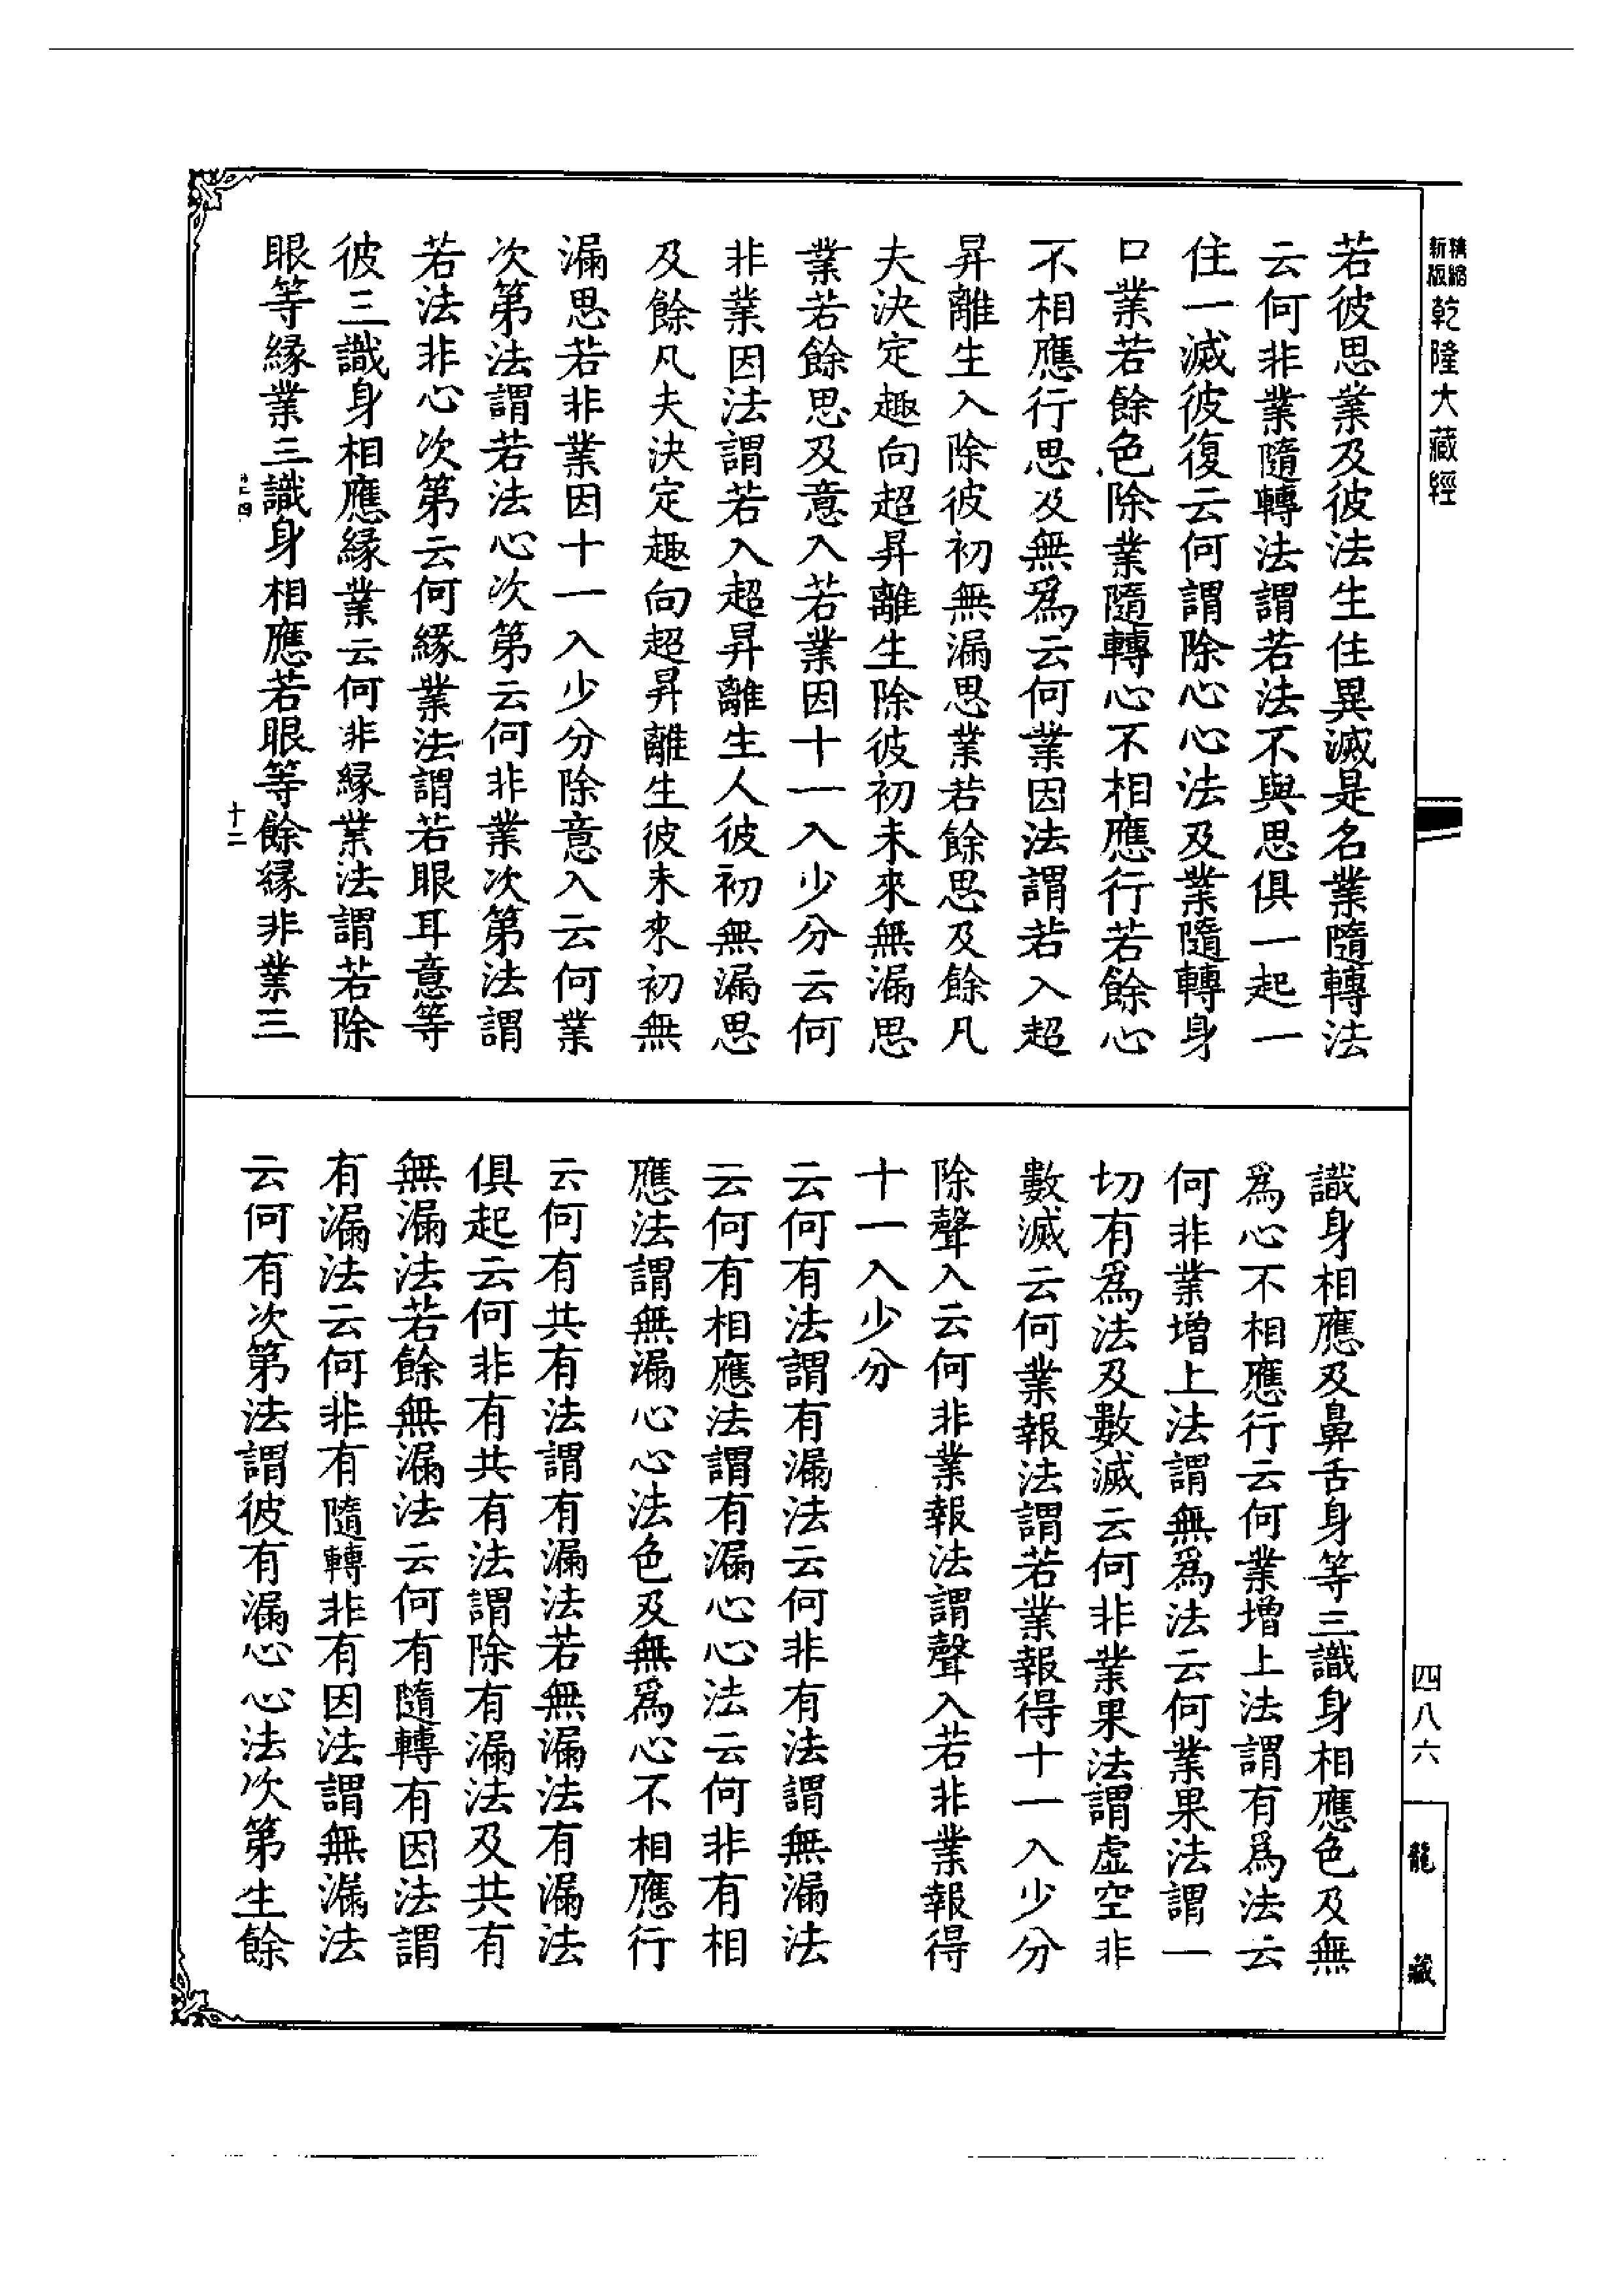 精縮
新版
乾隆大藏經
若彼思業及彼法生住異滅是名業隨轉法
云何非業隨轉法謂若法不與思俱一起一
住一滅彼復云何謂除心心法及業隨轉身
口業若餘色除業隨轉心不相應行若餘心
不相應行思及無爲云何業因法謂若入超
昇離生入除彼初無漏思業若餘思及餘凡
夫決定趣向超昇離生除彼初未來無漏思
業若餘思及意入若業因十一入少分云何
非業因法謂若入超昇離生人彼初無漏思
及餘凡夫決定趣向超昇離生彼未來初無
漏思若非業因十一入少分除意入云何業
次第法謂若法心次第云何非業次第法謂
若法非心次第云何緣業法謂若眼耳意等
彼三識身相應緣業云何非緣業法謂若除
眼等緣業三識身相應若眼等餘緣非業三
十二
識身相應及鼻舌身等三識身相應色及無
爲心不相應行云何業增上法謂有爲法云
何非業增上法謂無爲法云何業果法謂一
切有爲法及數滅云何非業果法謂虛空非
數滅云何業報法謂若業報得十一入少分
除聲入云何非業報法謂聲入若非業報得
十一入少分
云何有法謂有漏法云何非有法謂無漏法
云何有相應法謂有漏心心法云何非有相
應法謂無漏心心法色及無爲心不相應行
云何有共有法謂有漏法若無漏法有漏法
俱起云何非有共有法謂除有漏法及共有
無漏法若餘無漏法云何有隨轉有因法謂
有漏法云何非有隨轉非有因法謂無漏法
云何有次第法謂彼有漏心心法次第生餘
四八六
龍藏